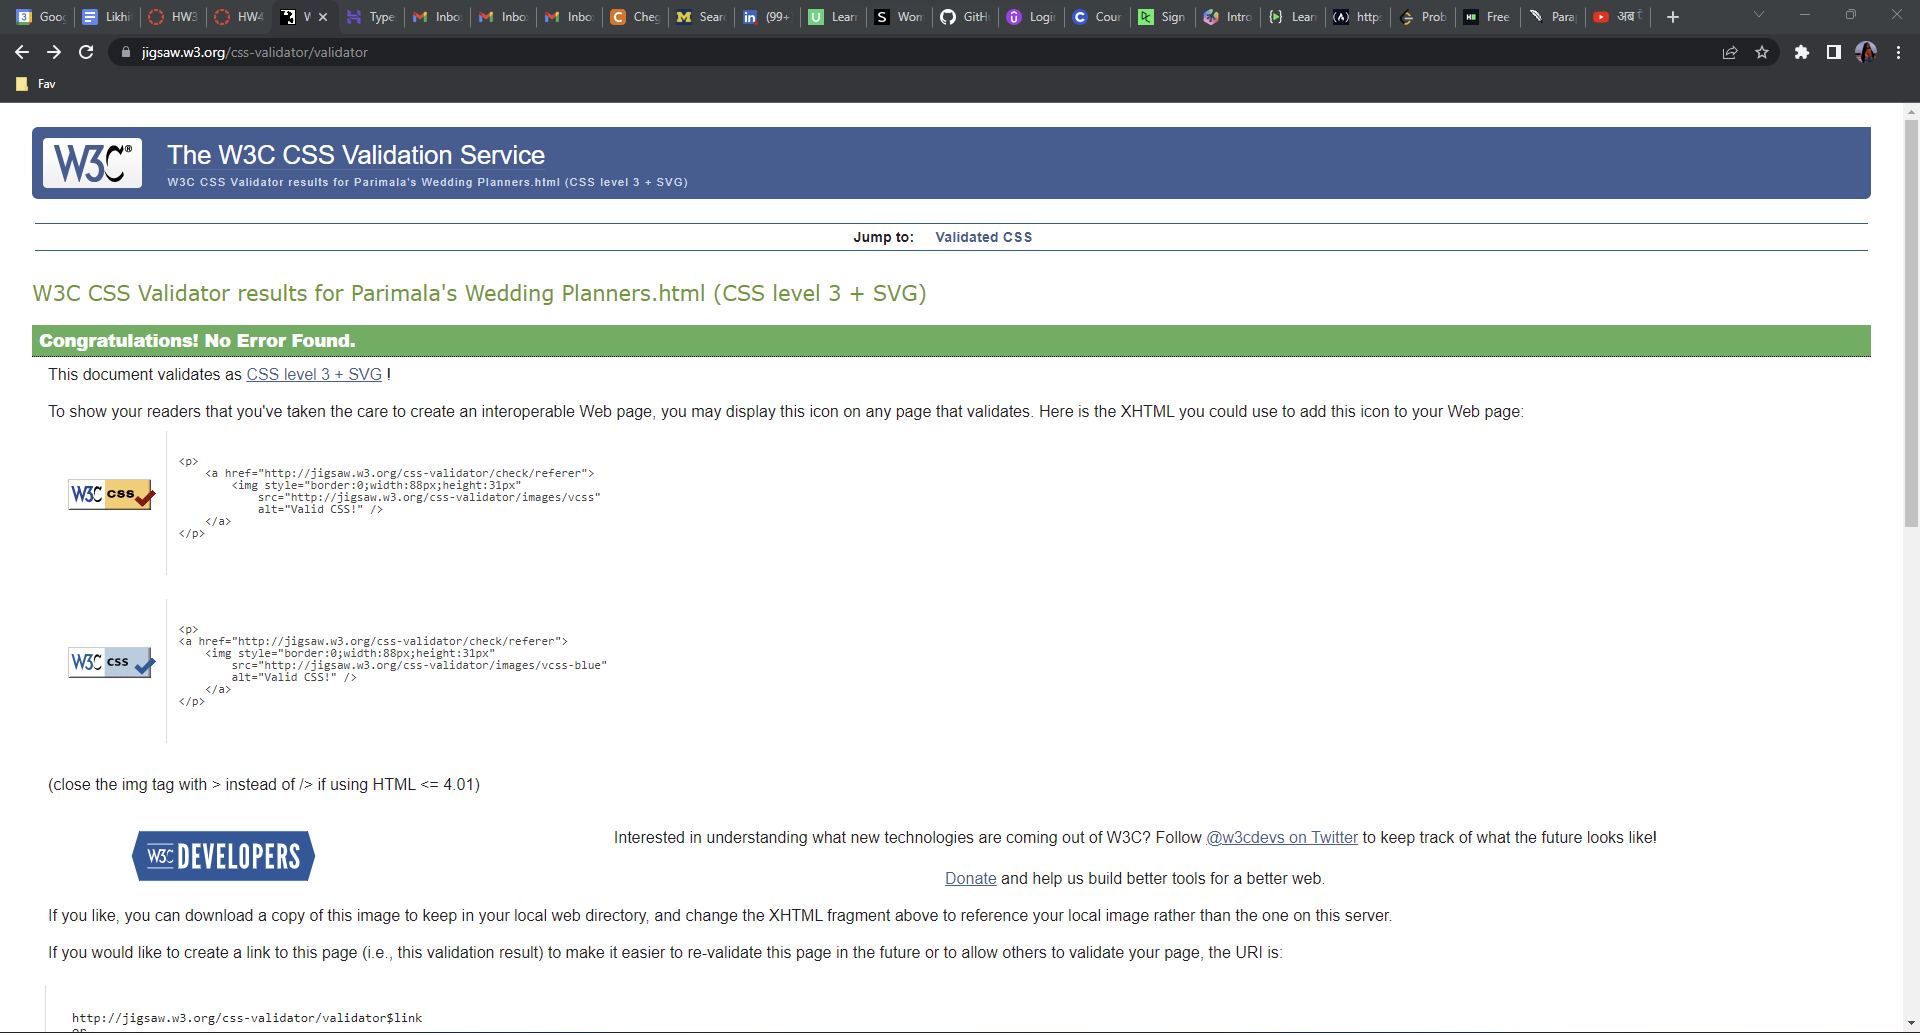 Goo
Likhi
HW3
HW4
W
Type
Inbo
Inbo
Inbo
Cheg
Sear
(99+
Lear
Wom
GitH
Logi
Cour
Sign
Intro
Lear
http
Prob
Free
Para
अब
jigsaw.w3.org/css-validator/validator
Fav
W3C®
The W3C CSS Validation Service
W3C CSS Validator results for Parimala's Wedding Planners.html (CSS level 3 + SVG)
Jump to: Validated CSS
W3C CSS Validator results for Parimala's Wedding Planners.html (CSS level 3 + SVG)
Congratulations! No Error Found.
This document validates as CSS level 3 + SVG !
To show your readers that you've taken the care to create an interoperable Web page, you may display this icon on any page that validates. Here is the XHTML you could use to add this icon to your Web page:
W3C css
<p>
<a href="http://jigsaw.w3.org/css-validator/check/referer">
<img style="border:0;width:88px;height:31px"
src="http://jigsaw.w3.org/css-validator/images/vcss"
alt="Valid CSS!" />
</a>
</p>
W3C css
<p>
<a href="http://jigsaw.w3.org/css-validator/check/referer">
<img style="border:0;width:88px;height:31px"
src="http://jigsaw.w3.org/css-validator/images/vcss-blue"
alt="Valid CSS!" />
</a>
</p>
(close the img tag with > instead of /> if using HTML <= 4.01)
W3C DEVELOPERS
Interested in understanding what new technologies are coming out of W3C? Follow @w3cdevs on Twitter to keep track of what the future looks like!
Donate and help us build better tools for a better web.
If you like, you can download a copy of this image to keep in your local web directory, and change the XHTML fragment above to reference your local image rather than the one on this server.
If you would like to create a link to this page (i.e., this validation result) to make it easier to re-validate this page in the future or to allow others to validate your page, the URI is:
http://jigsaw.w3.org/css-validator/validator$link
or